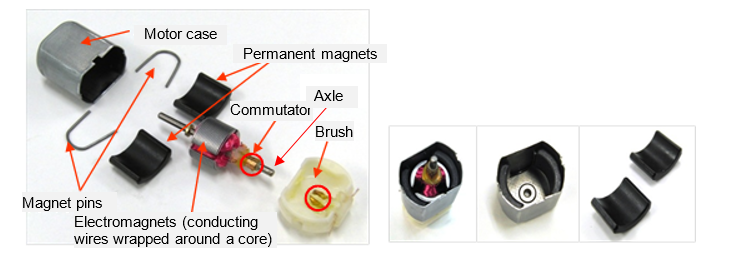 Motor case
Permanent magnets
Axle
Commutator
Brush
Magnet pins
Electromagnets (conducting
wires wrapped around a core)